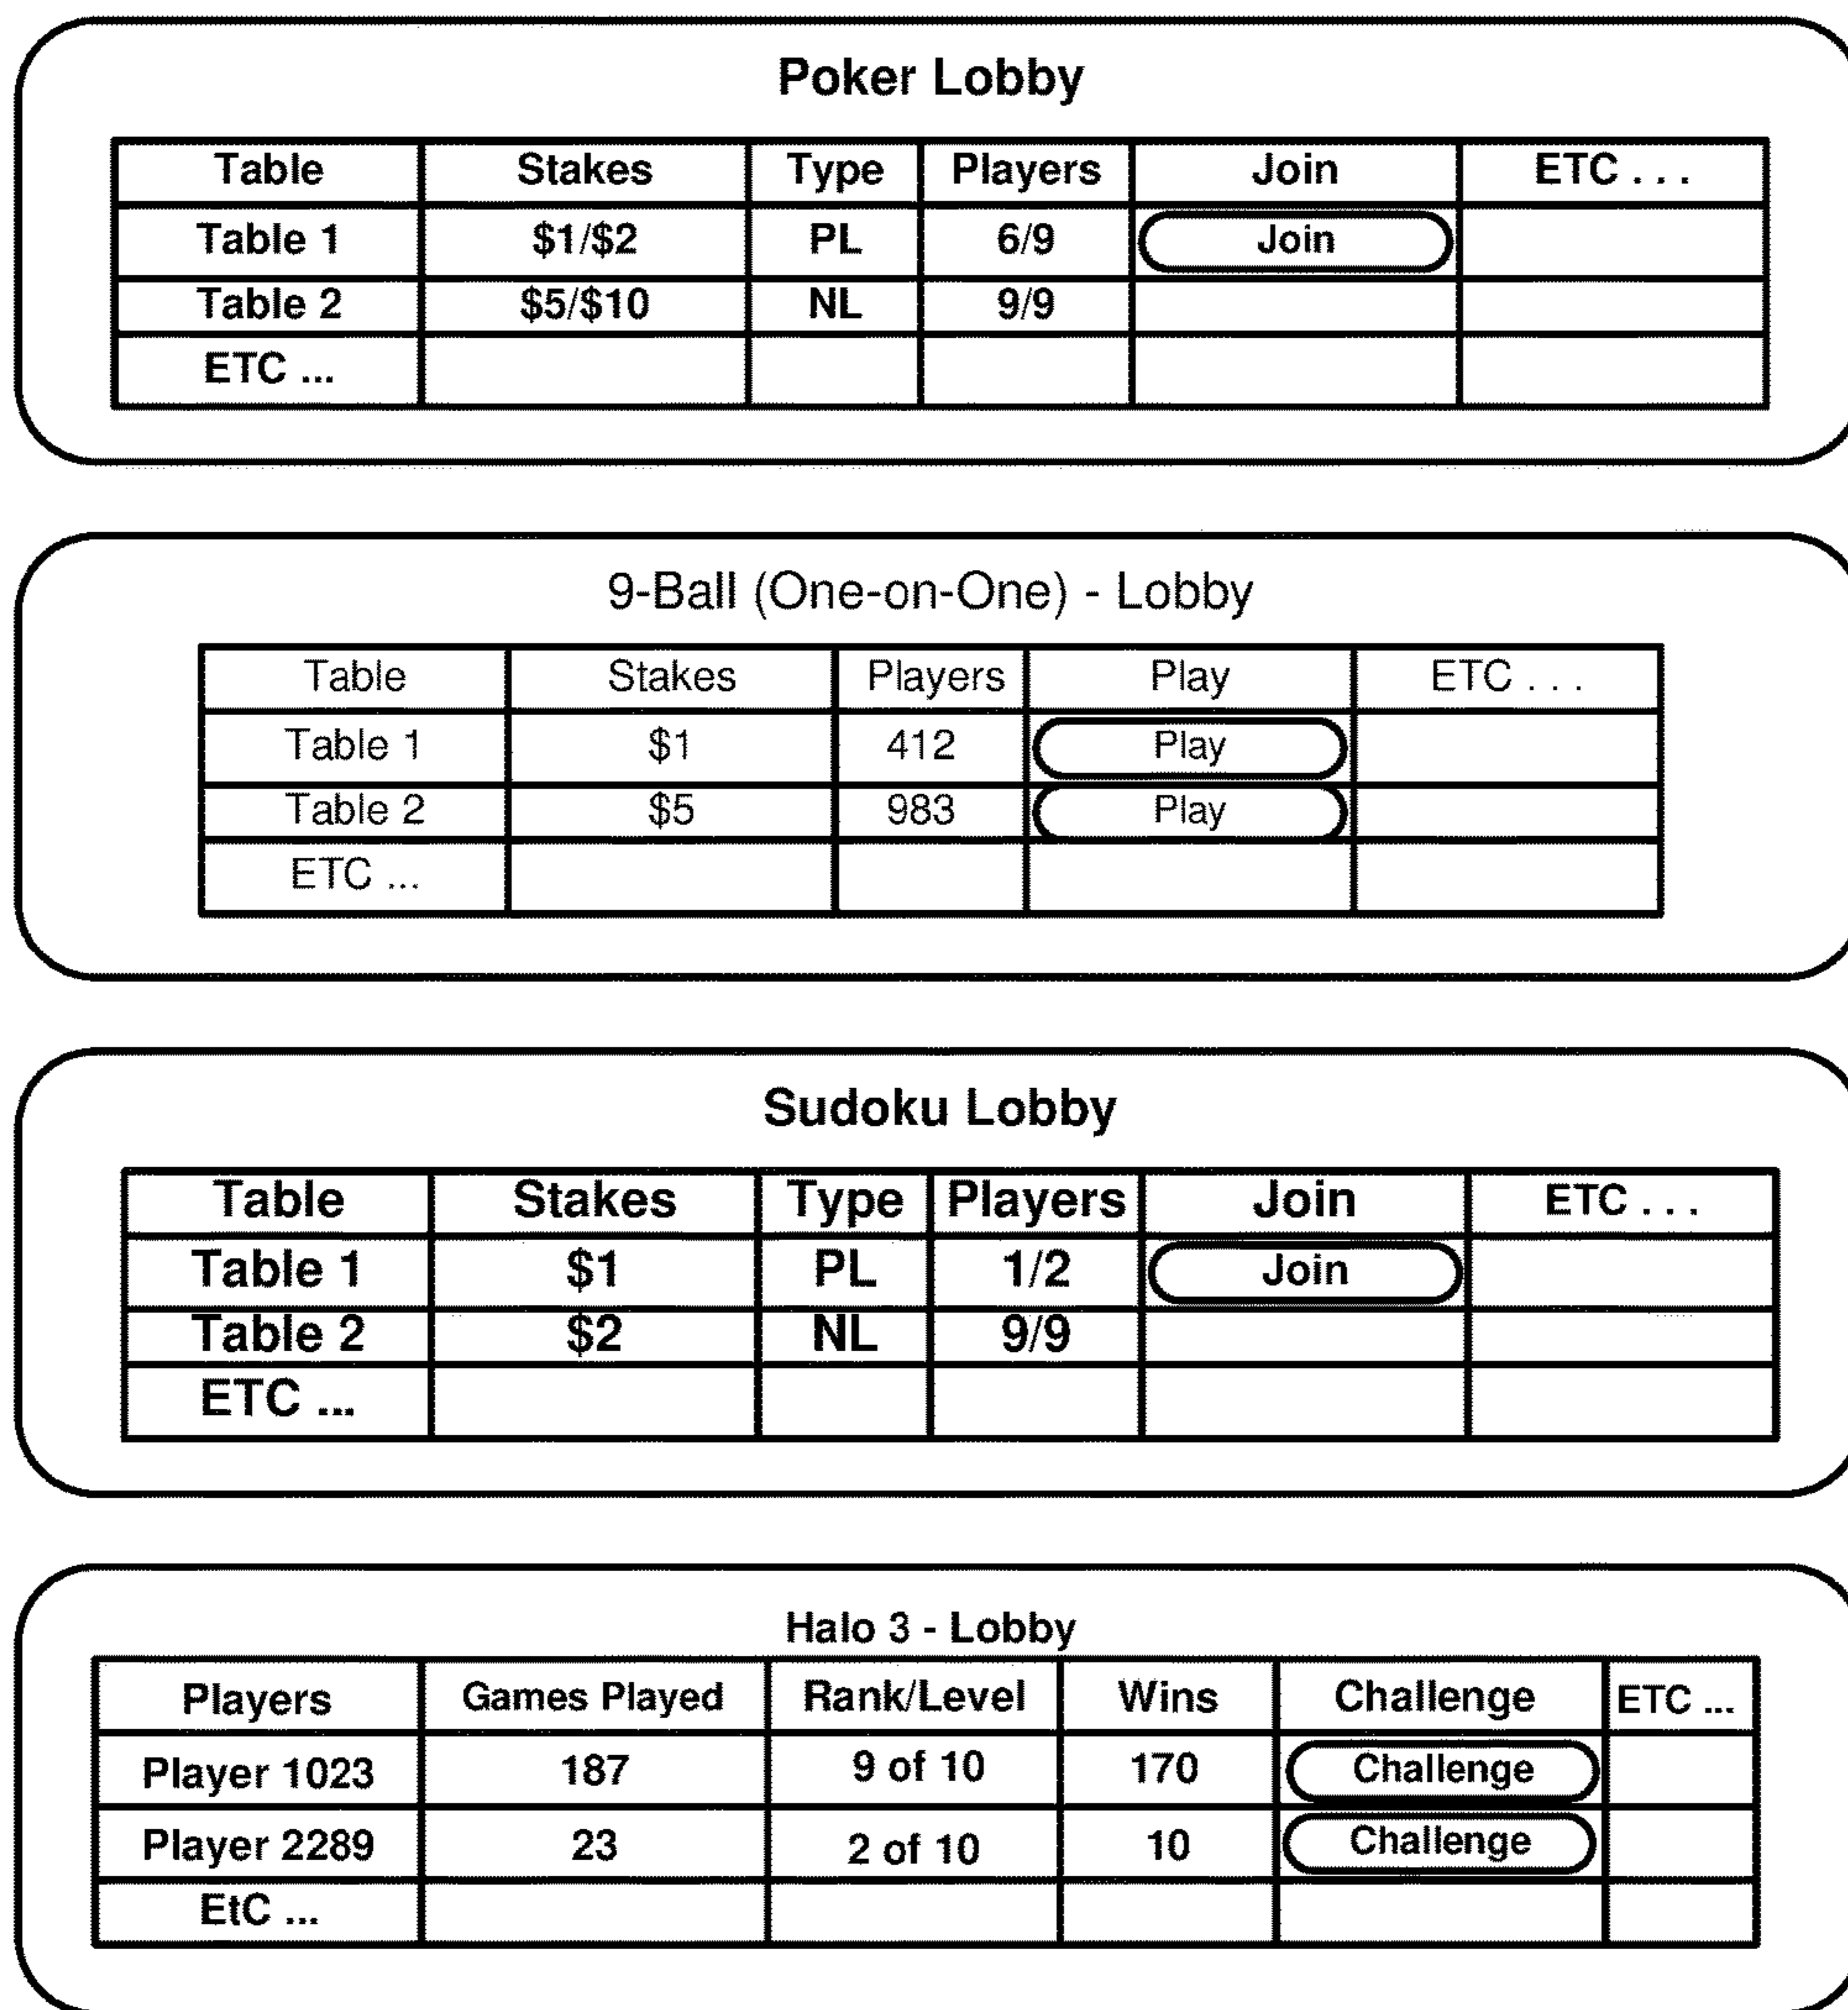 Poker Lobby
Table Stakes Type Players Join ETC . . .
Table 1 $1/$2 PL 6/9 Join
Table 2 $5/$10 NL 9/9
ETC ...
9-Ball (One-on-One) - Lobby
Table Stakes Players Play ETC . . .
Table 1 $1 412 Play
Table 2 $5 983 Play
ETC ...
Sudoku Lobby
Table Stakes Type Players Join ETC . . .
Table 1 $1 PL 1/2 Join
Table 2 $2 NL 9/9
ETC ...
Halo 3 - Lobby
Players Games Played Rank/Level Wins Challenge ETC ...
Player 1023 187 9 of 10 170 Challenge
Player 2289 23 2 of 10 10 Challenge
EtC ...